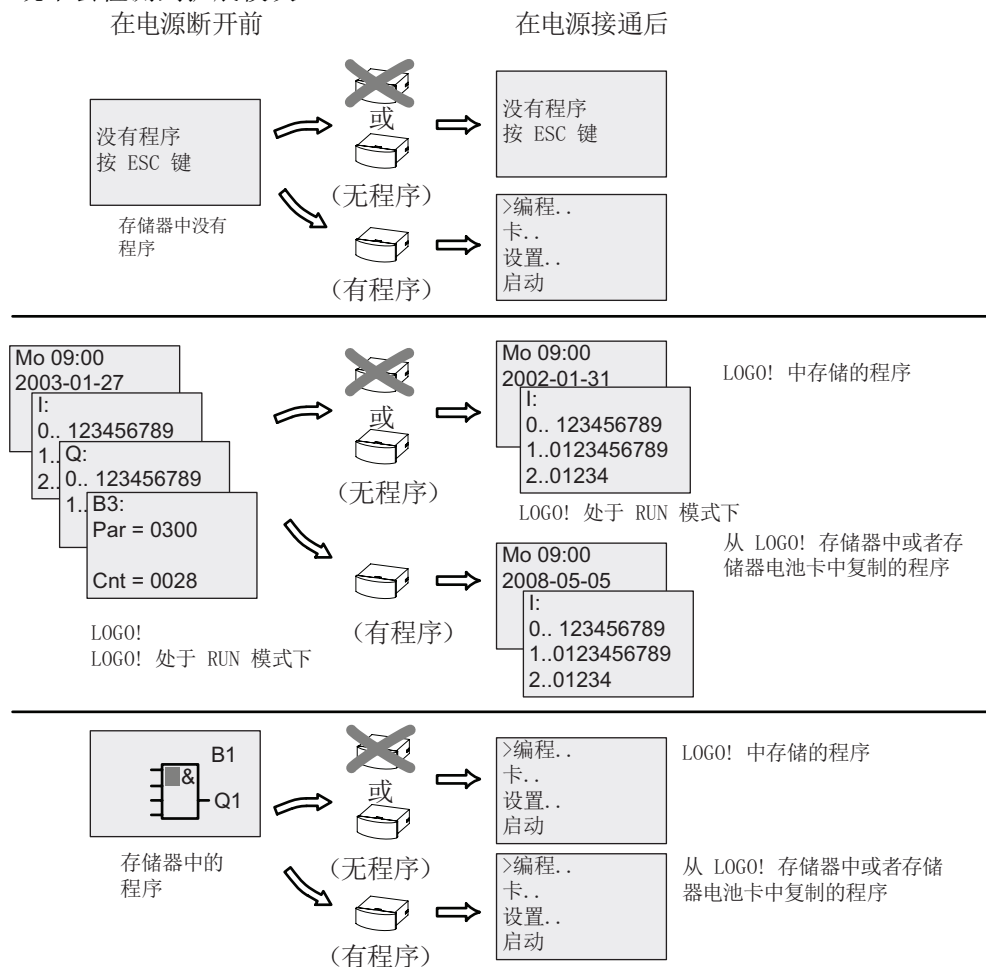 在电源断开前
在电源接通后
没有程序
按 ESC 键
存储器中没有
程序
或
(无程序)
(有程序)
没有程序
按 ESC 键
>编程..
卡..
设置..
启动
Mo 09:00
2003-01-27
I:
0.. 123456789
1..
2..
Q:
0.. 123456789
1..
B3:
Par = 0300
Cnt = 0028
LOGO!
LOGO! 处于 RUN 模式下
或
(无程序)
(有程序)
Mo 09:00
2002-01-31
I:
0.. 123456789
1..0123456789
2..01234
LOGO! 处于 RUN 模式下
LOGO! 中存储的程序
Mo 09:00
2008-05-05
I:
0.. 123456789
1..0123456789
2..01234
从 LOGO! 存储器中或者存
储器电池卡中复制的程序
B1
&
Q1
存储器中的
程序
或
(无程序)
(有程序)
>编程..
卡..
设置..
启动
LOGO! 中存储的程序
>编程..
卡..
设置..
启动
从 LOGO! 存储器中或者存储
器电池卡中复制的程序